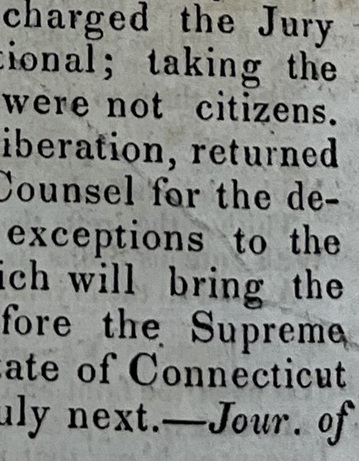 charged the Jury
tional; taking the
were not citizens.
iberation, returned
Counsel for the de-
exceptions to the
ich will bring the
fore the Supreme
tate of Connecticut
uly next.—Jour. of